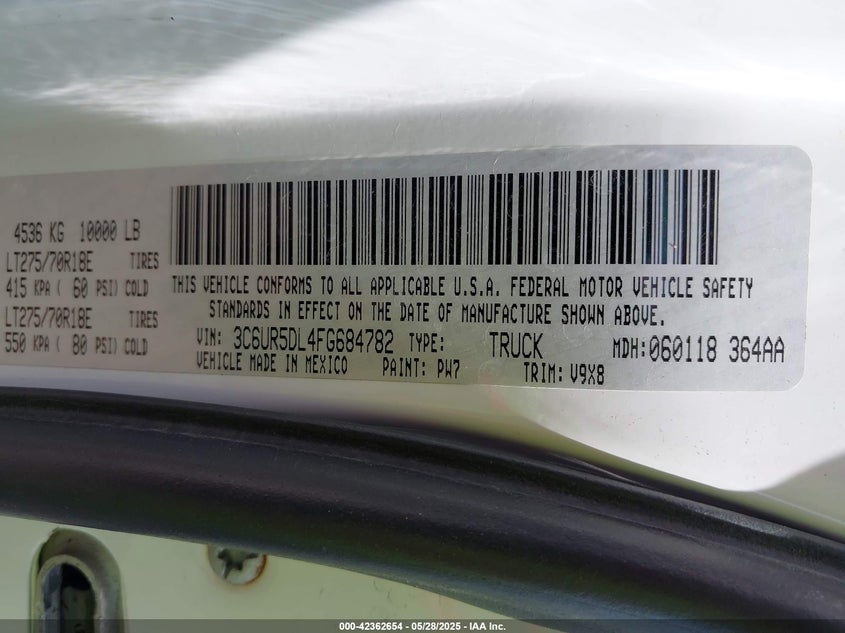 4536 KG 10000 LB
LT275/70R18E TIRES
415 KPA ( 60 PSI) COLD
LT275/70R18E TIRES
550 KPA ( 80 PSI) COLD
THIS VEHICLE CONFORMS TO ALL APPLICABLE U.S.A. FEDERAL MOTOR VEHICLE SAFETY
STANDARDS IN EFFECT ON THE DATE OF MANUFACTURE SHOWN ABOVE.
VIN: 3C6UR5DL4FG684782 TYPE: TRUCK MDH:060118 364AA
VEHICLE MADE IN MEXICO PAINT: PW7 TRIM: V9X8
000-42362654 - 05/28/2025 - IAA Inc.